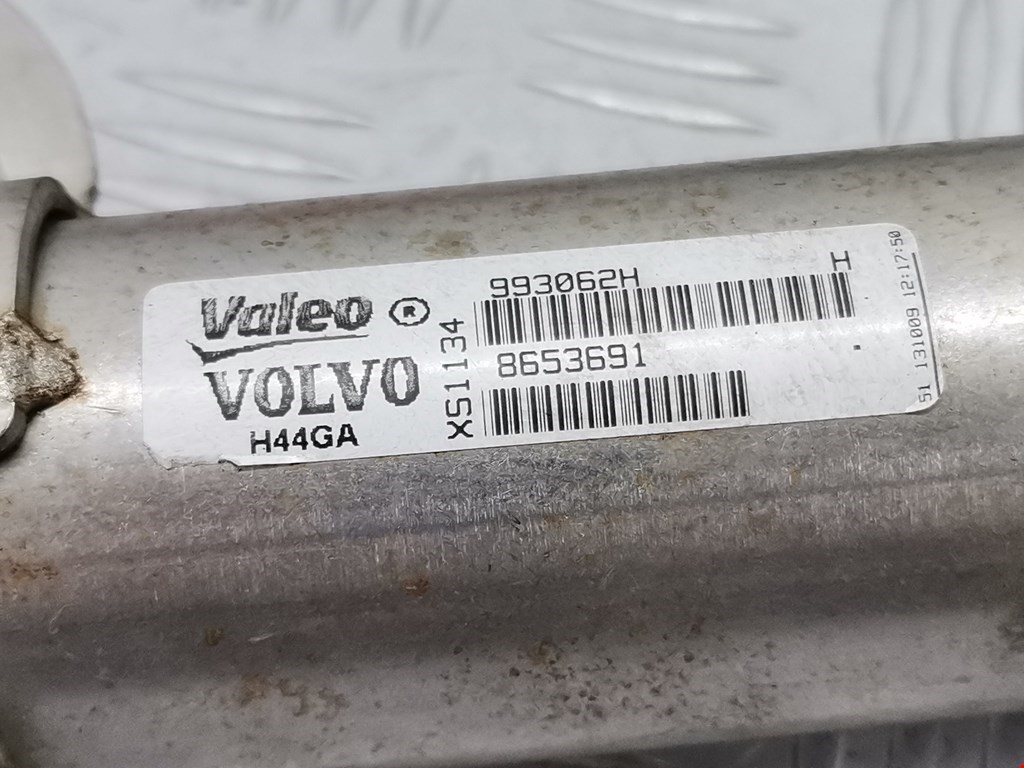 Valeo ®
VOLVO
H44GA
XS1134
993062H
H
8653691
51 131009 12:17:50